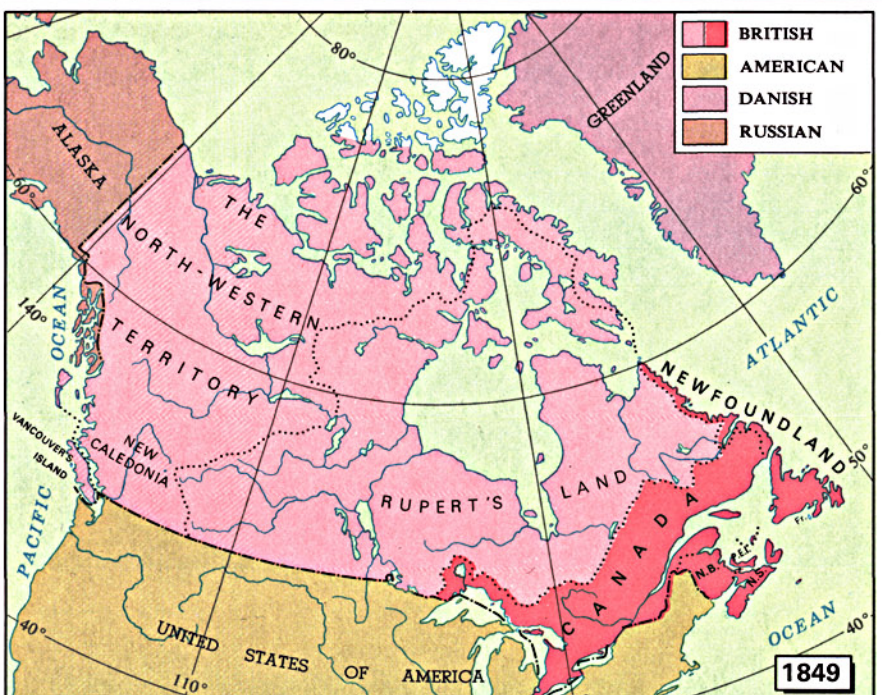 BRITISH
AMERICAN
DANISH
RUSSIAN
80°
GREENLAND
ALASKA
60°
60°
THE
NORTH-WESTERN
TERRITORY
140°
OCEAN
ATLANTIC
NEWFOUNDLAND
VANCOUVER'S
ISLAND
NEW
CALEDONIA
50°
RUPERT'S
LAND
PACIFIC
CANADA
Fr.
P.E.I.
N.B.
N.S.
40°
UNITED STATES OF AMERICA
110°
OCEAN
40°
1849